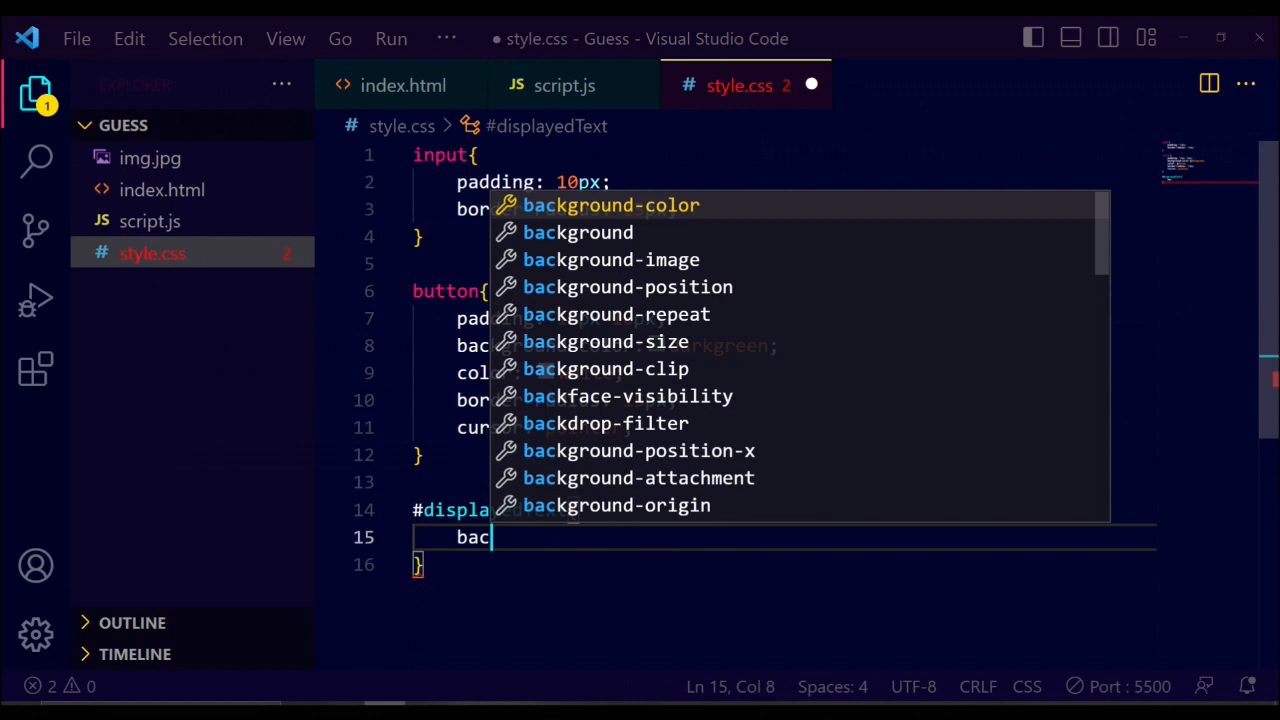 File Edit Selection View Go Run ··· ● style.css - Guess - Visual Studio Code
EXPLORER ···
index.html
JS script.js
# style.css 2 ●
1
GUESS
img.jpg
index.html
JS script.js
# style.css 2
# style.css > #displayedText
1 input{
2 padding: 10px;
3 bor
4 }
5
6 button{
7 pad
8 bac darkgreen;
9 col
10 bor
11 cur
12 }
13
14 #displa
15 bac
16 }
background-color
background
background-image
background-position
background-repeat
background-size
background-clip
backface-visibility
backdrop-filter
background-position-x
background-attachment
background-origin
OUTLINE
TIMELINE
2 0 Ln 15, Col 8 Spaces: 4 UTF-8 CRLF CSS Port : 5500